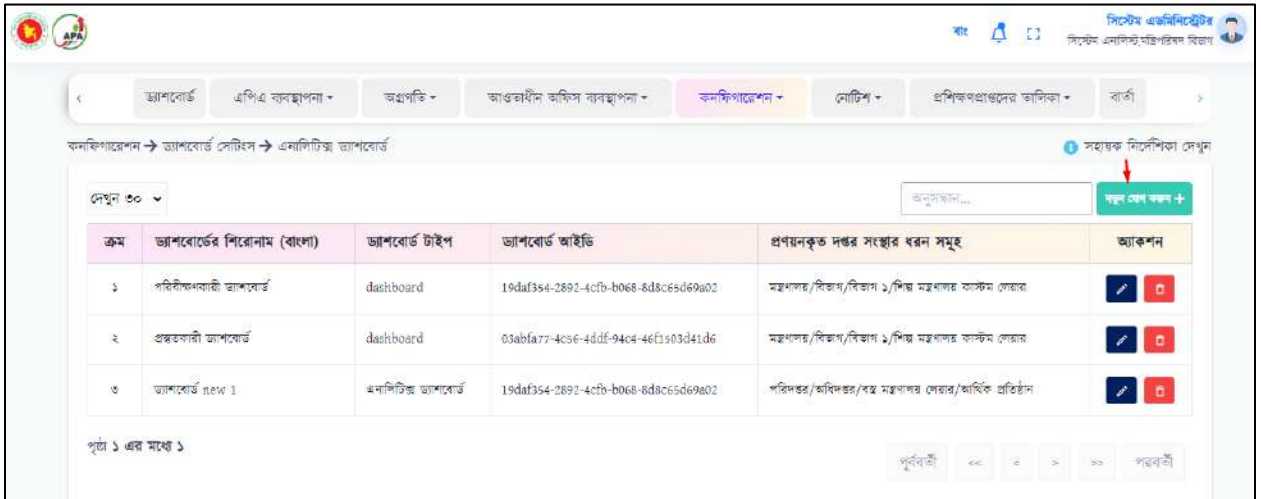 APA
বাং
সিস্টেম এডমিনিস্ট্রেটর
সিস্টেম এনালিস্ট,মন্ত্রিপরিষদ বিভাগ
ড্যাশবোর্ড
এপিএ ব্যবস্থাপনা
অগ্রগতি
আওতাধীন অফিস ব্যবস্থাপনা
কনফিগারেশন
নোটিশ
প্রশিক্ষণপ্রাপ্তদের তালিকা
বার্তা
কনফিগারেশন → ড্যাশবোর্ড সেটিংস → এনালিটিক্স ড্যাশবোর্ড
সহায়ক নির্দেশিকা দেখুন
দেখুন ৩০
অনুসন্ধান...
নতুন যোগ করুন +
ক্রম ড্যাশবোর্ডের শিরোনাম (বাংলা) ড্যাশবোর্ড টাইপ ড্যাশবোর্ড আইডি প্রণয়নকৃত দপ্তর সংস্থার ধরন সমূহ অ্যাকশন
১ পরিবীক্ষণকারী ড্যাশবোর্ড dashboard 19daf354-2892-4cfb-b068-8d8c65d69a02 মন্ত্রণালয়/বিভাগ/বিভাগ ১/শিল্প মন্ত্রণালয় কাস্টম লেয়ার
২ প্রস্তুতকারী ড্যাশবোর্ড dashboard 03abfa77-4c56-4ddf-94c4-46f1503d41d6 মন্ত্রণালয়/বিভাগ/বিভাগ ১/শিল্প মন্ত্রণালয় কাস্টম লেয়ার
৩ ড্যাশবোর্ড new 1 এনালিটিক্স ড্যাশবোর্ড 19daf354-2892-4cfb-b068-8d8c65d69a02 পরিদপ্তর/অধিদপ্তর/বস্ত্র মন্ত্রণালয় লেয়ার/আর্থিক প্রতিষ্ঠান
পৃষ্ঠা ১ এর মধ্যে ১
পূর্ববর্তী << < > >> পরবর্তী